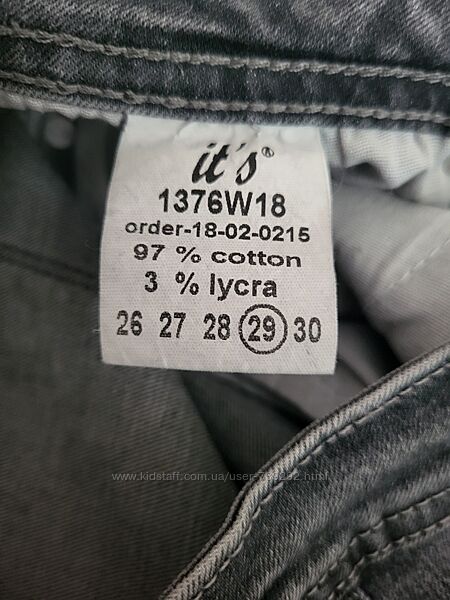 it's®
1376W18
order-18-02-0215
97 % cotton
3 % lycra
26 27 28 29 30